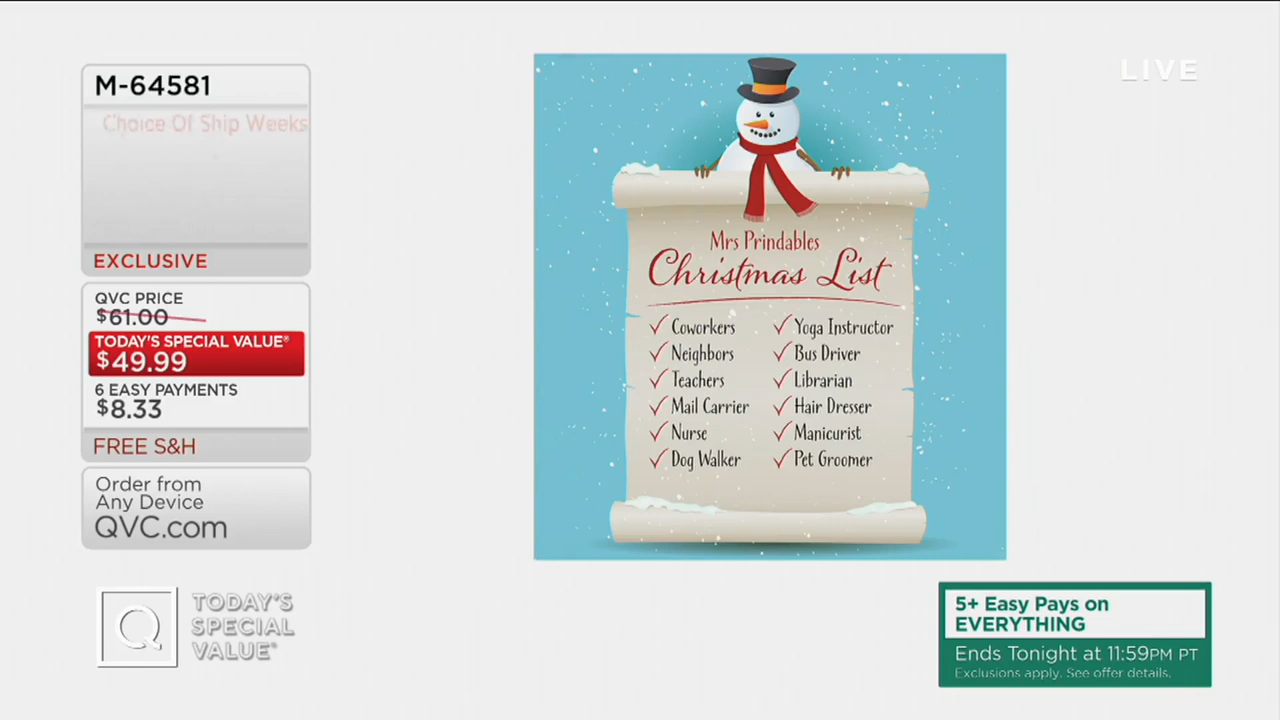 M-64581
Choice Of Ship Weeks
EXCLUSIVE
QVC PRICE
$61.00
TODAY'S SPECIAL VALUE®
$49.99
6 EASY PAYMENTS
$8.33
FREE S&H
Order from
Any Device
QVC.com
Q
TODAY'S
SPECIAL
VALUE®
LIVE
Mrs Prindables
Christmas List
✓ Coworkers
✓ Neighbors
✓ Teachers
✓ Mail Carrier
✓ Nurse
✓ Dog Walker
✓ Yoga Instructor
✓ Bus Driver
✓ Librarian
✓ Hair Dresser
✓ Manicurist
✓ Pet Groomer
5+ Easy Pays on
EVERYTHING
Ends Tonight at 11:59PM PT
Exclusions apply. See offer details.